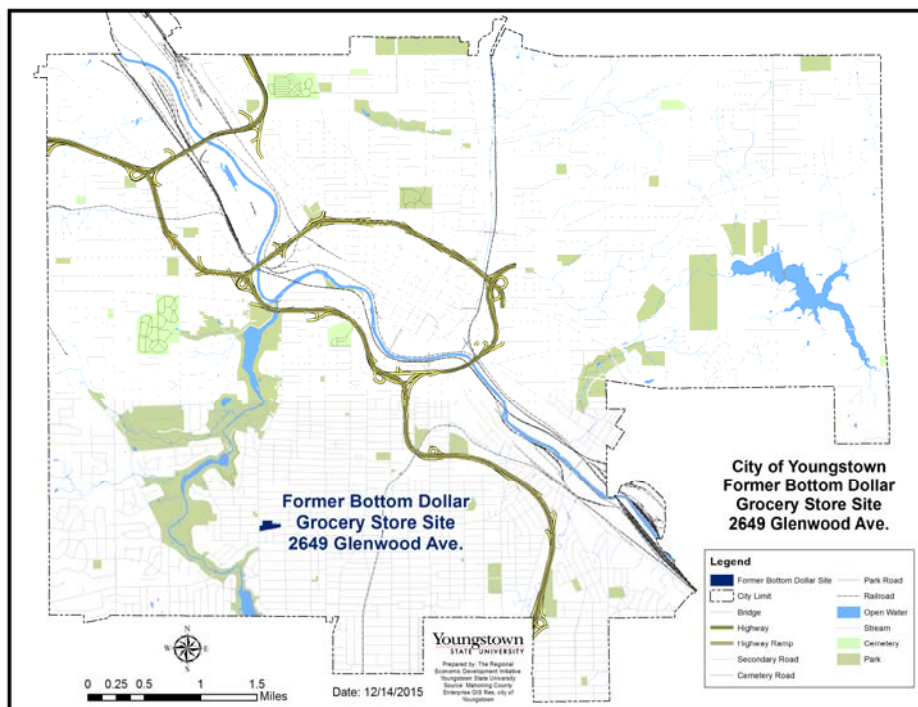 Former Bottom Dollar
Grocery Store Site
2649 Glenwood Ave.
City of Youngstown
Former Bottom Dollar
Grocery Store Site
2649 Glenwood Ave.
Legend
Former Bottom Dollar Site
City Limit
Bridge
Highway
Highway Ramp
Secondary Road
Cemetery Road
Park Road
Railroad
Open Water
Stream
Cemetery
Park
N
W E
S
0 0.25 0.5 1 1.5
Miles
Date: 12/14/2015
Youngstown
STATE UNIVERSITY
Prepared by: The Regional
Economic Development Initiative
Youngstown State University
Source: Mahoning County
Enterprise GIS files, city of
Youngstown